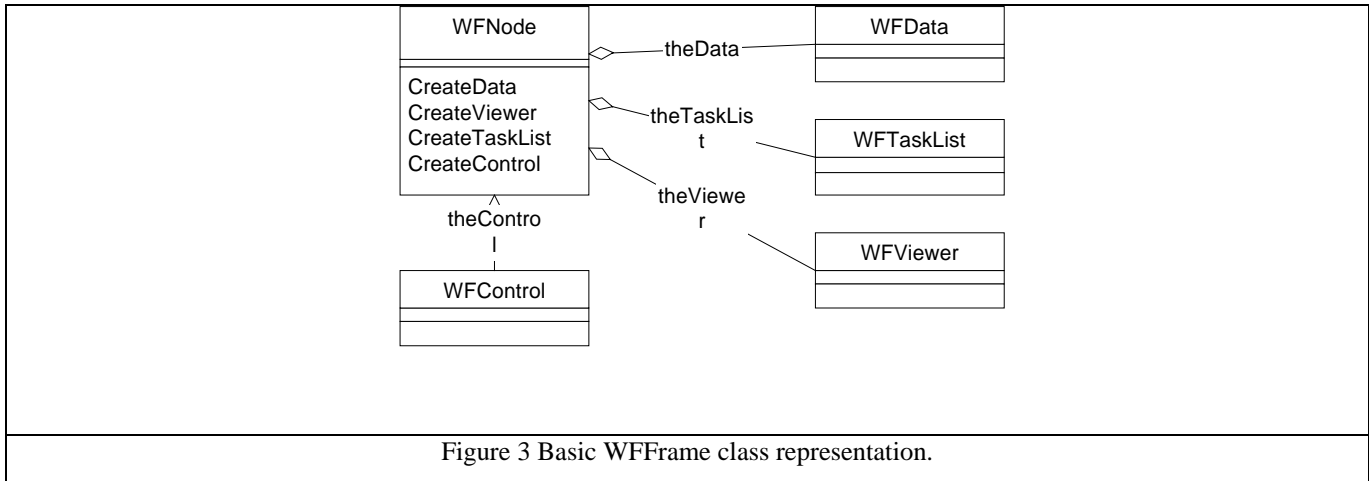 WFNode
CreateData
CreateViewer
CreateTaskList
CreateControl
theData
WFData
theTaskLis
t
WFTaskList
theViewe
r
WFViewer
theContro
l
WFControl
Figure 3 Basic WFFrame class representation.